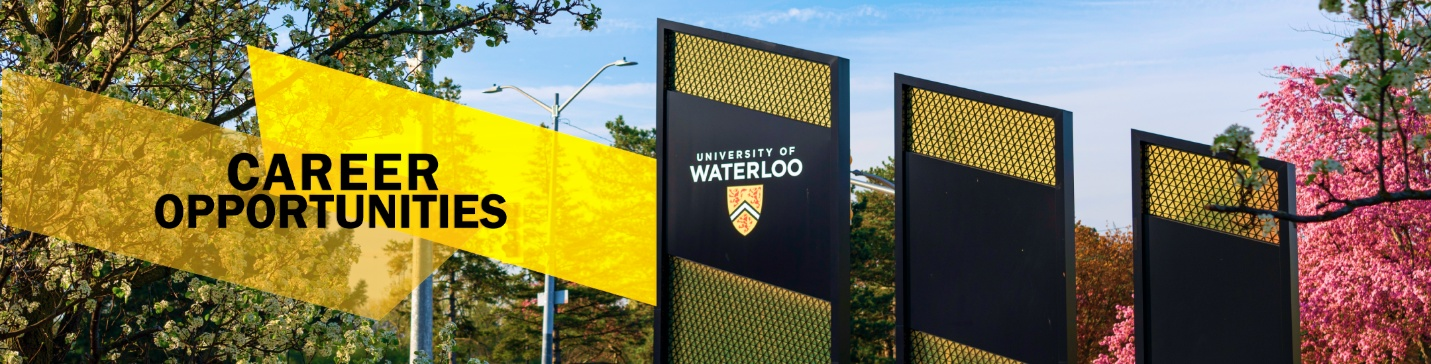 CAREER
OPPORTUNITIES
UNIVERSITY OF
WATERLOO